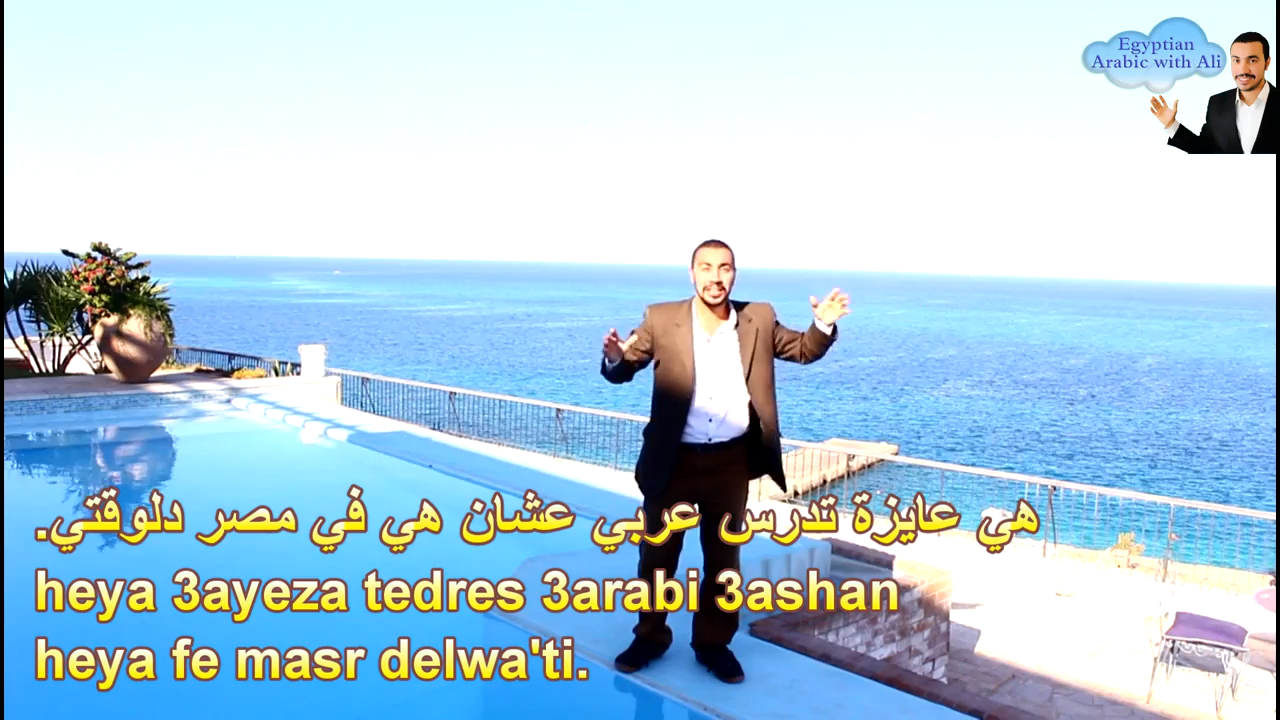 Egyptian
Arabic with Ali
هي عايزة تدرس عربي عشان هي في مصر دلوقتي.
heya 3ayeza tedres 3arabi 3ashan
heya fe masr delwa'ti.